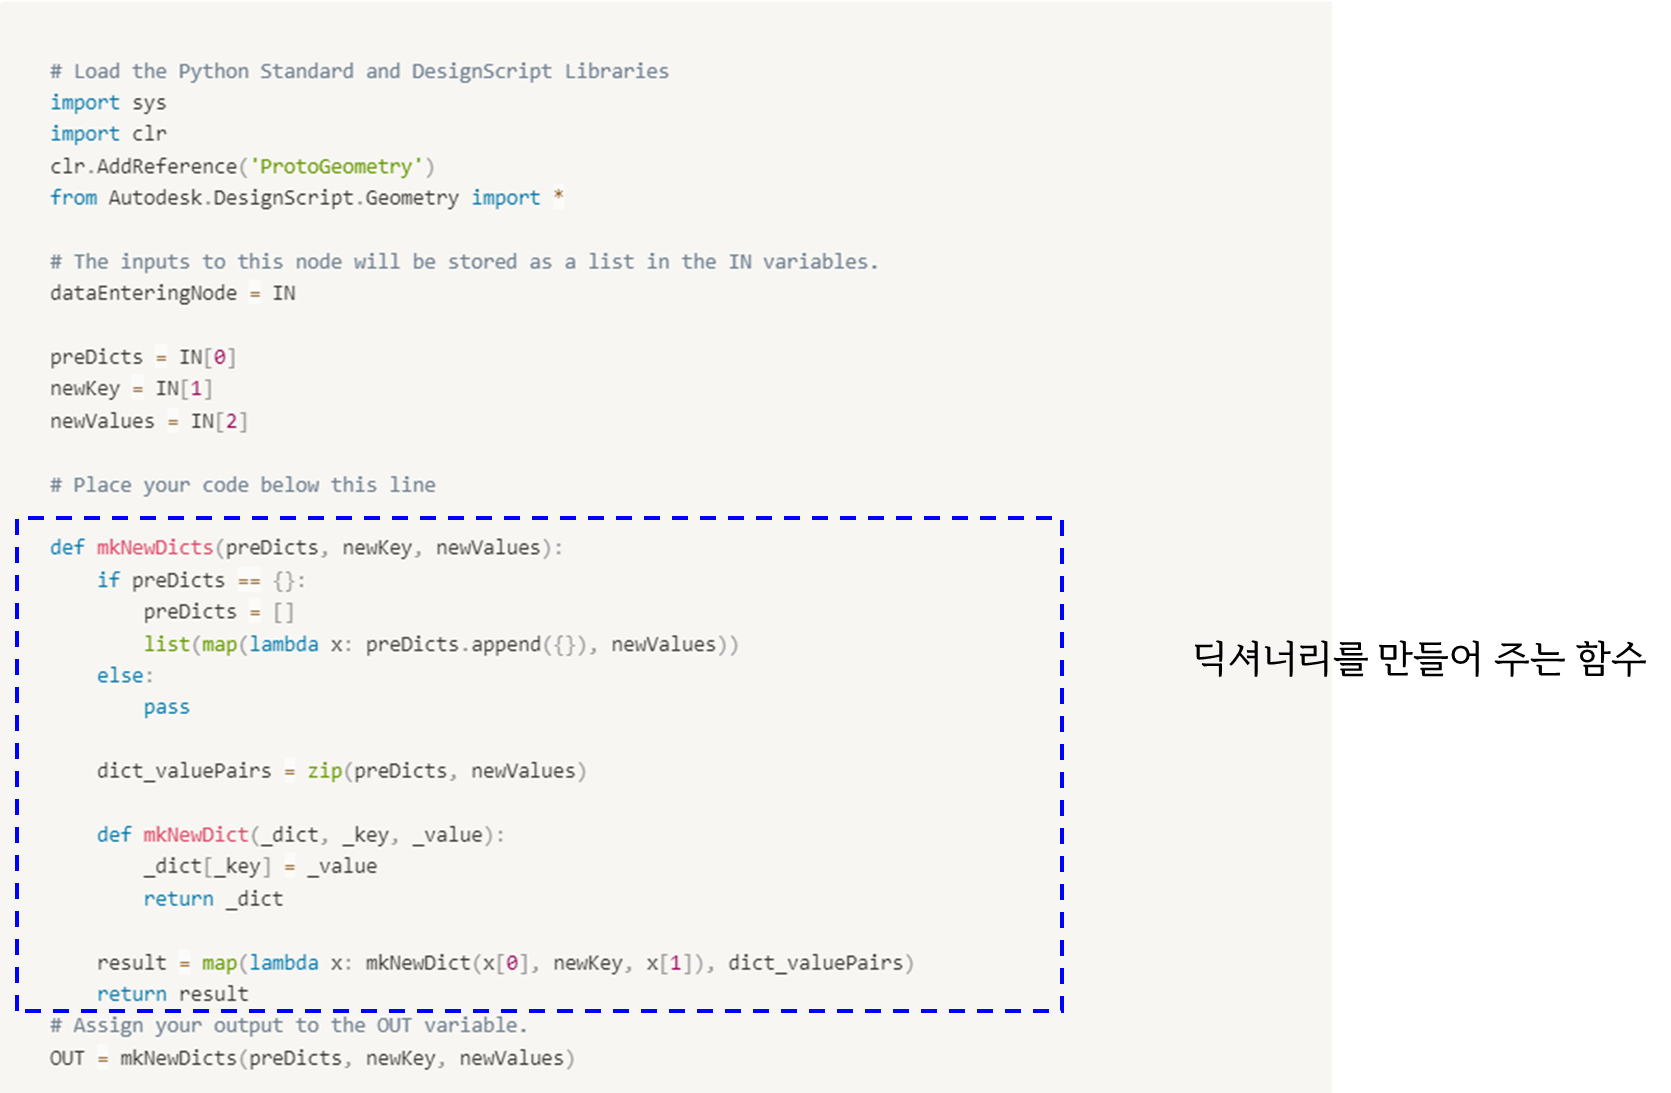 # Load the Python Standard and DesignScript Libraries
import sys
import clr
clr.AddReference('ProtoGeometry')
from Autodesk.DesignScript.Geometry import *
# The inputs to this node will be stored as a list in the IN variables.
dataEnteringNode = IN
preDicts = IN[0]
newKey = IN[1]
newValues = IN[2]
# Place your code below this line
def mkNewDicts(preDicts, newKey, newValues):
    if preDicts == {}:
        preDicts = []
        list(map(lambda x: preDicts.append({}), newValues))
    else:
        pass
    dict_valuePairs = zip(preDicts, newValues)
    def mkNewDict(_dict, _key, _value):
        _dict[_key] = _value
        return _dict
    result = map(lambda x: mkNewDict(x[0], newKey, x[1]), dict_valuePairs)
    return result
# Assign your output to the OUT variable.
OUT = mkNewDicts(preDicts, newKey, newValues)
딕셔너리를 만들어 주는 함수